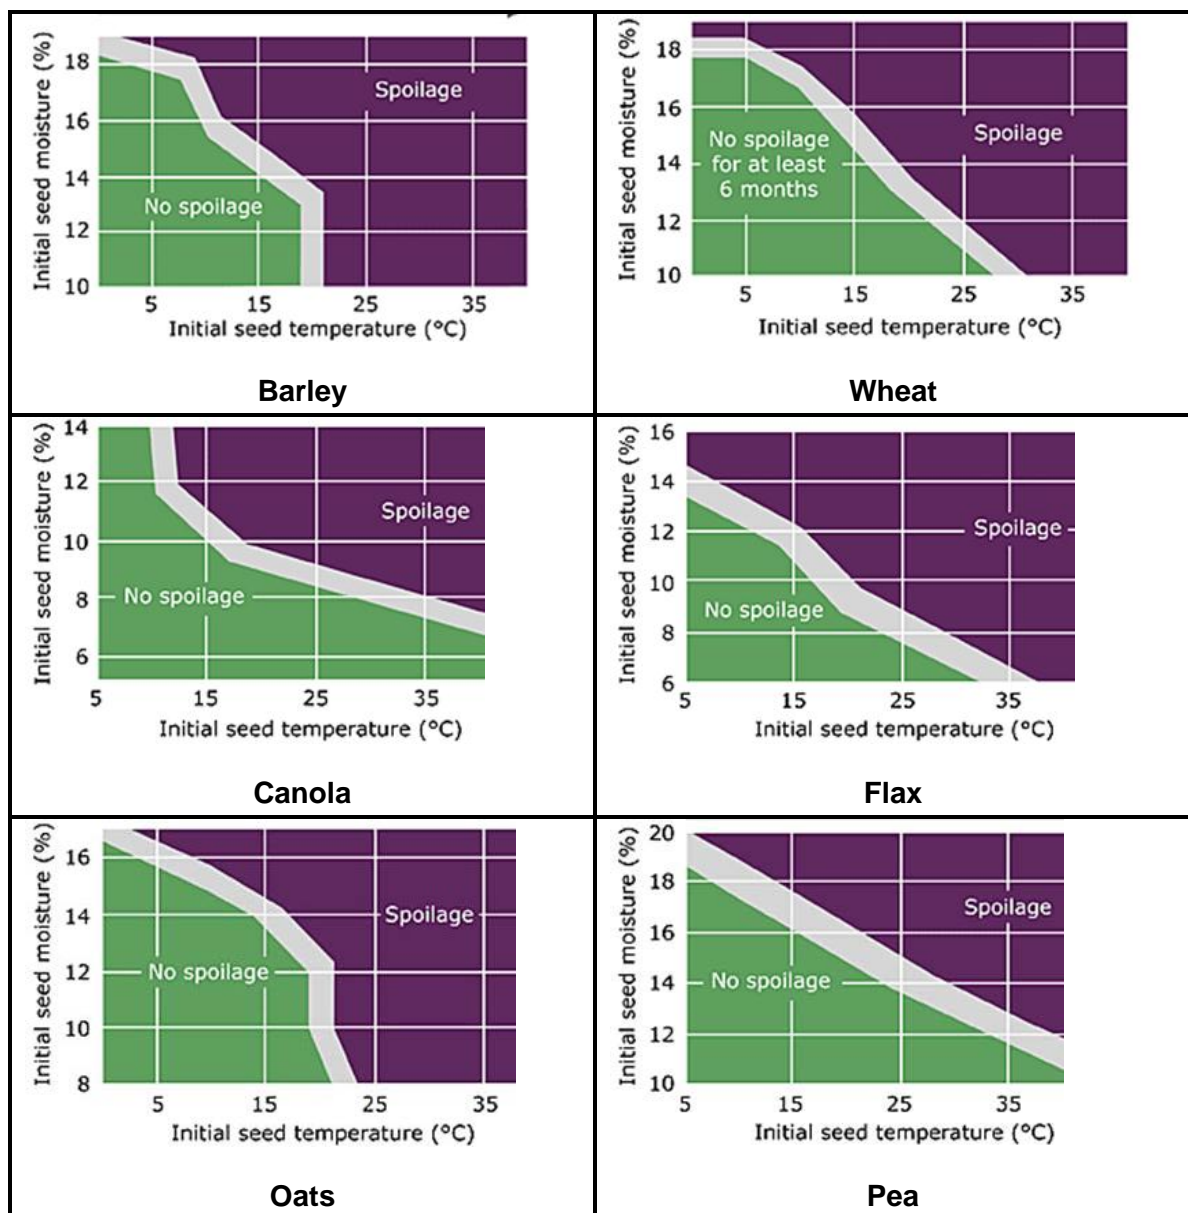 Initial seed moisture (%)
18
16
14
12
10
Spoilage
No spoilage
5 15 25 35
Initial seed temperature (°C)
Barley
Initial seed moisture (%)
18
16
14
12
10
No spoilage
for at least
6 months
Spoilage
5 15 25 35
Initial seed temperature (°C)
Wheat
Initial seed moisture (%)
14
12
10
8
6
Spoilage
No spoilage
5 15 25 35
Initial seed temperature (°C)
Canola
Initial seed moisture (%)
16
14
12
10
8
6
Spoilage
No spoilage
5 15 25 35
Initial seed temperature (°C)
Flax
Initial seed moisture (%)
16
14
12
10
8
Spoilage
No spoilage
5 15 25 35
Initial seed temperature (°C)
Oats
Initial seed moisture (%)
20
18
16
14
12
10
Spoilage
No spoilage
5 15 25 35
Initial seed temperature (°C)
Pea